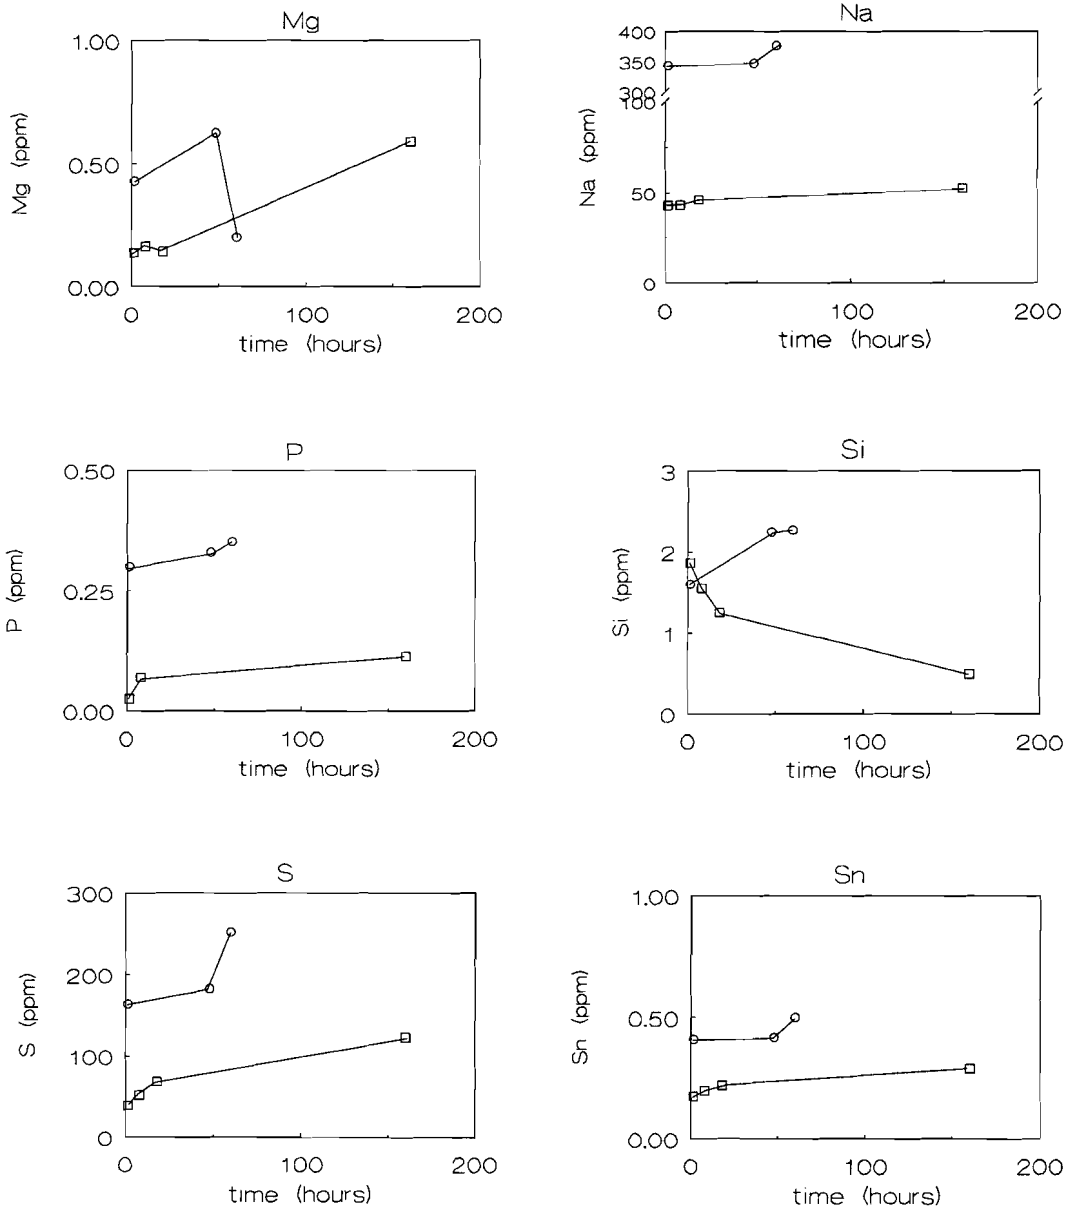 Mg
1.00
0.50
0.00
Mg (ppm)
0 100 200
time (hours)
Na
400
350
300
100
50
0
Na (ppm)
0 100 200
time (hours)
P
0.50
0.25
0.00
P (ppm)
0 100 200
time (hours)
Si
3
2
1
0
Si (ppm)
0 100 200
time (hours)
S
300
200
100
0
S (ppm)
0 100 200
time (hours)
Sn
1.00
0.50
0.00
Sn (ppm)
0 100 200
time (hours)